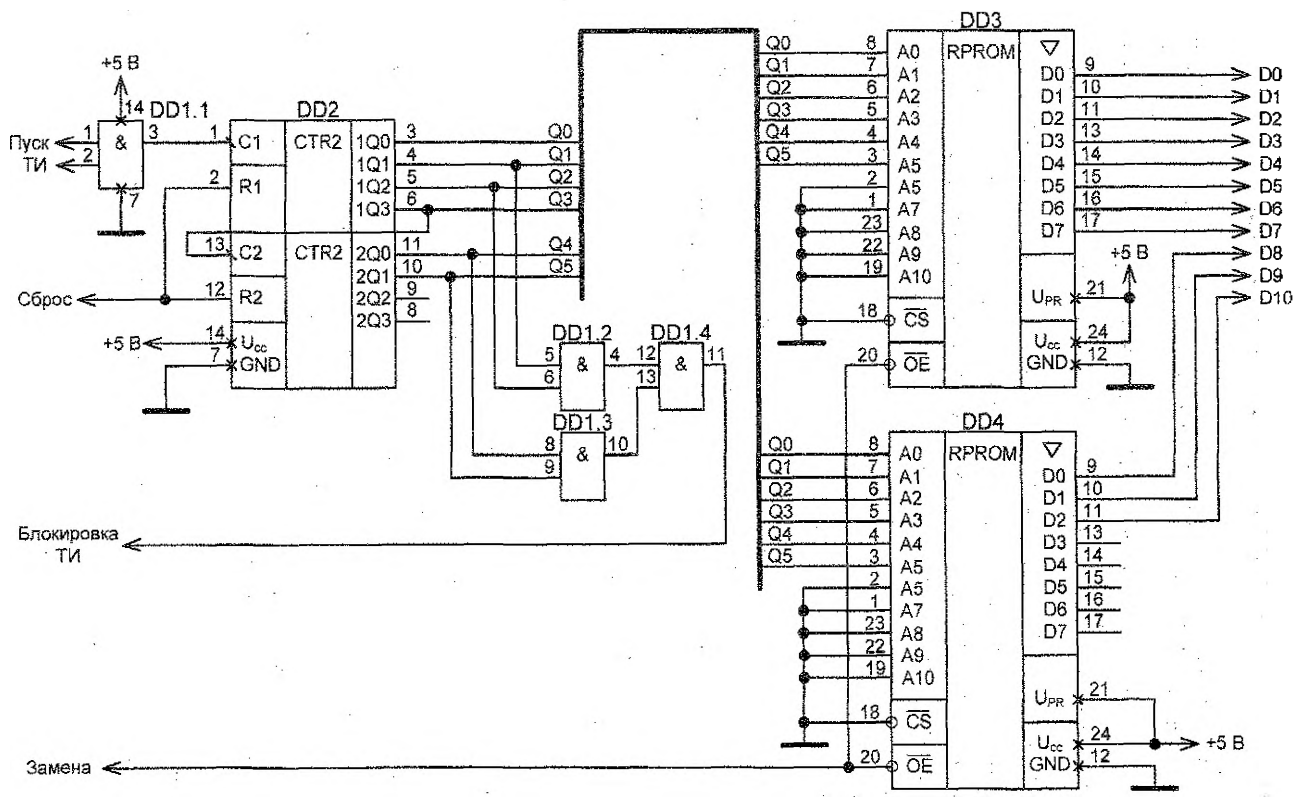 +5 В
14 DD1.1
Пуск 1 & 3
ТИ 2
7
DD2
1 C1 CTR2 1Q0 3 Q0
1Q1 4 Q1
2 R1 1Q2 5 Q2
1Q3 6 Q3
13 C2 CTR2 2Q0 11 Q4
2Q1 10 Q5
Сброс 12 R2 2Q2 9
2Q3 8
+5 В 14 Ucc
7 GND
DD1.2
5 & 4
6
DD1.3
8 & 10
9
DD1.4
12 & 11
13
Блокировка
ТИ
Замена
DD3
RPROM
Q0 8 A0
Q1 7 A1 D0 9 D0
Q2 6 A2 D1 10 D1
Q3 5 A3 D2 11 D2
Q4 4 A4 D3 13 D3
Q5 3 A5 D4 14 D4
2 A5 D5 15 D5
1 A7 D6 16 D6
23 A8 D7 17 D7
22 A9 D8
19 A10 D9
D10
+5 В
UPR 21
18 CS
Ucc 24
20 OE GND 12
DD4
RPROM
Q0 8 A0
Q1 7 A1 D0 9
Q2 6 A2 D1 10
Q3 5 A3 D2 11
Q4 4 A4 D3 13
Q5 3 A5 D4 14
2 A5 D5 15
1 A7 D6 16
23 A8 D7 17
22 A9
19 A10
UPR 21
18 CS
Ucc 24 +5 В
20 OE GND 12